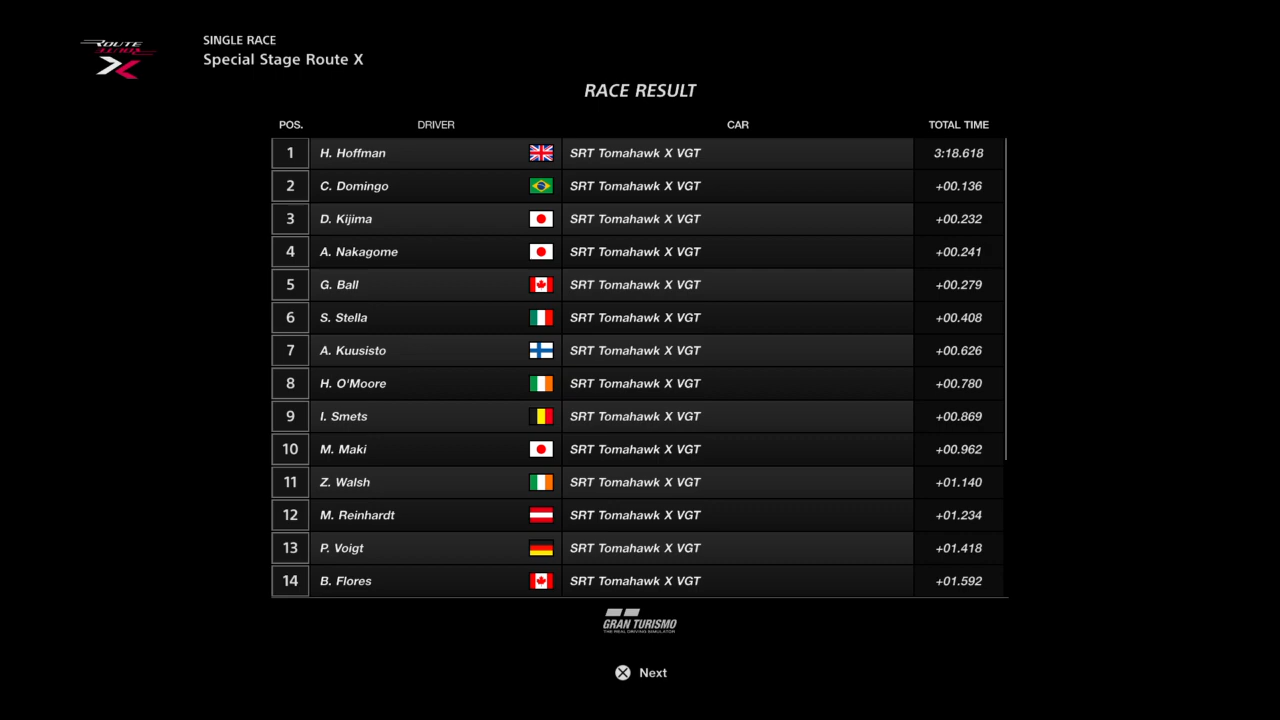 ROUTE
X
SINGLE RACE
Special Stage Route X
RACE RESULT
POS. DRIVER CAR TOTAL TIME
1 H. Hoffman SRT Tomahawk X VGT 3:18.618
2 C. Domingo SRT Tomahawk X VGT +00.136
3 D. Kijima SRT Tomahawk X VGT +00.232
4 A. Nakagome SRT Tomahawk X VGT +00.241
5 G. Ball SRT Tomahawk X VGT +00.279
6 S. Stella SRT Tomahawk X VGT +00.408
7 A. Kuusisto SRT Tomahawk X VGT +00.626
8 H. O'Moore SRT Tomahawk X VGT +00.780
9 I. Smets SRT Tomahawk X VGT +00.869
10 M. Maki SRT Tomahawk X VGT +00.962
11 Z. Walsh SRT Tomahawk X VGT +01.140
12 M. Reinhardt SRT Tomahawk X VGT +01.234
13 P. Voigt SRT Tomahawk X VGT +01.418
14 B. Flores SRT Tomahawk X VGT +01.592
GRAN TURISMO
THE REAL DRIVING SIMULATOR
Next